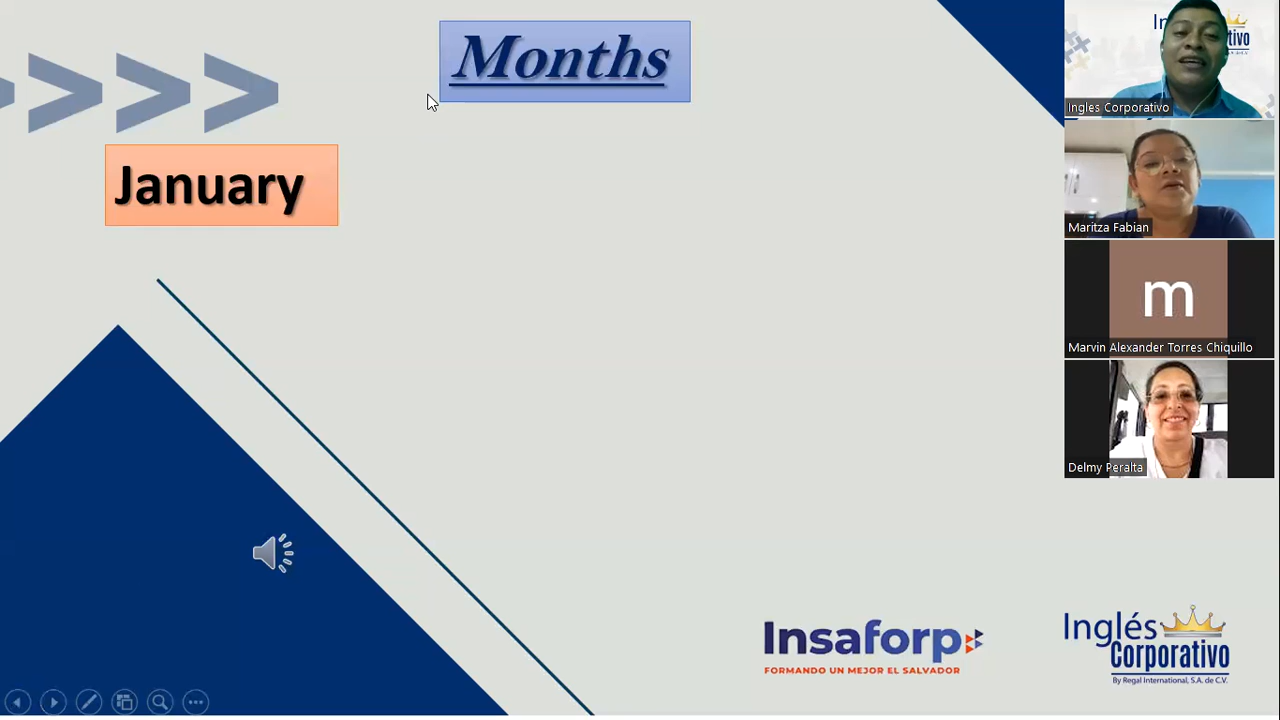 Months
January
Inglés
Corporativo
By Regal International, S.A. de C.V.
Insaforp
FORMANDO UN MEJOR EL SALVADOR
Ingles Corporativo
Maritza Fabian
m
Marvin Alexander Torres Chiquillo
Delmy Peralta